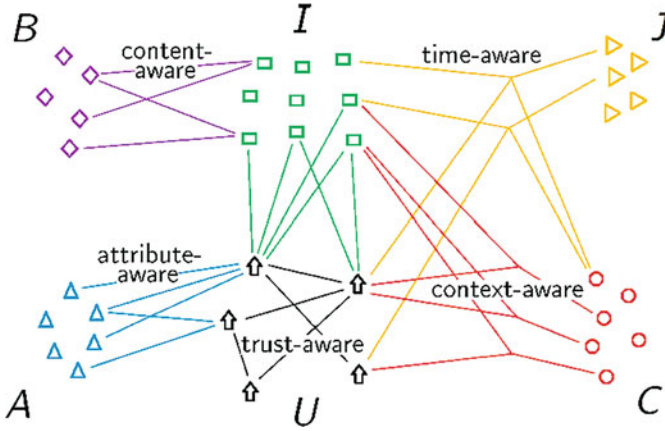 B
I
J
content-
aware
time-aware
attribute-
aware
context-aware
trust-aware
A
U
C